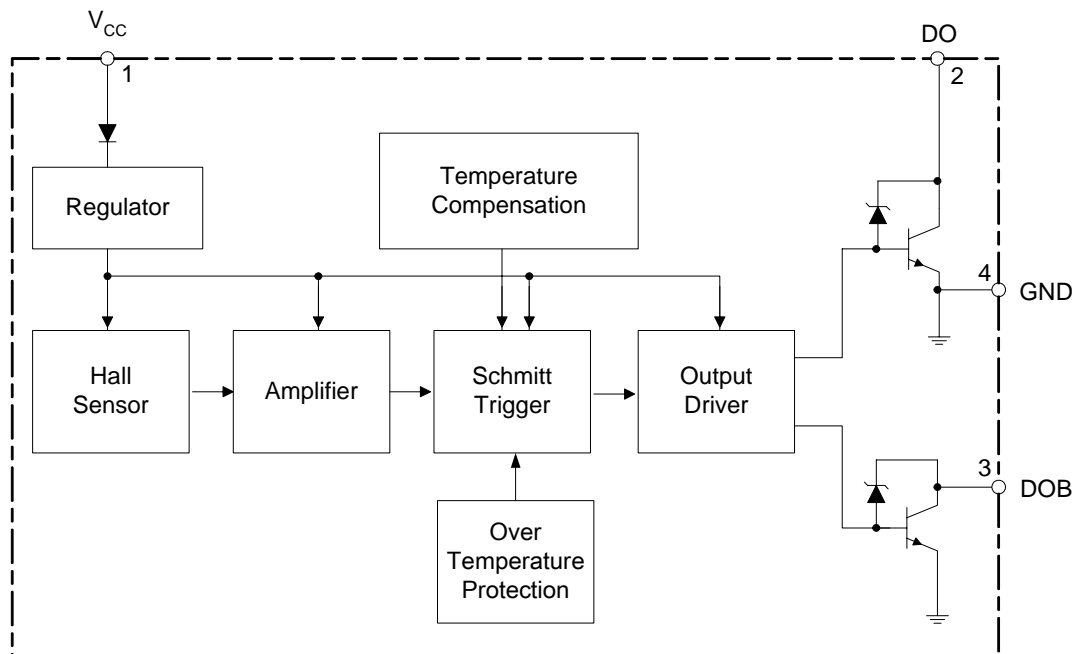 V_CC
DO
1
2
Temperature
Compensation
Regulator
4
GND
Hall
Sensor
Amplifier
Schmitt
Trigger
Output
Driver
3
DOB
Over
Temperature
Protection